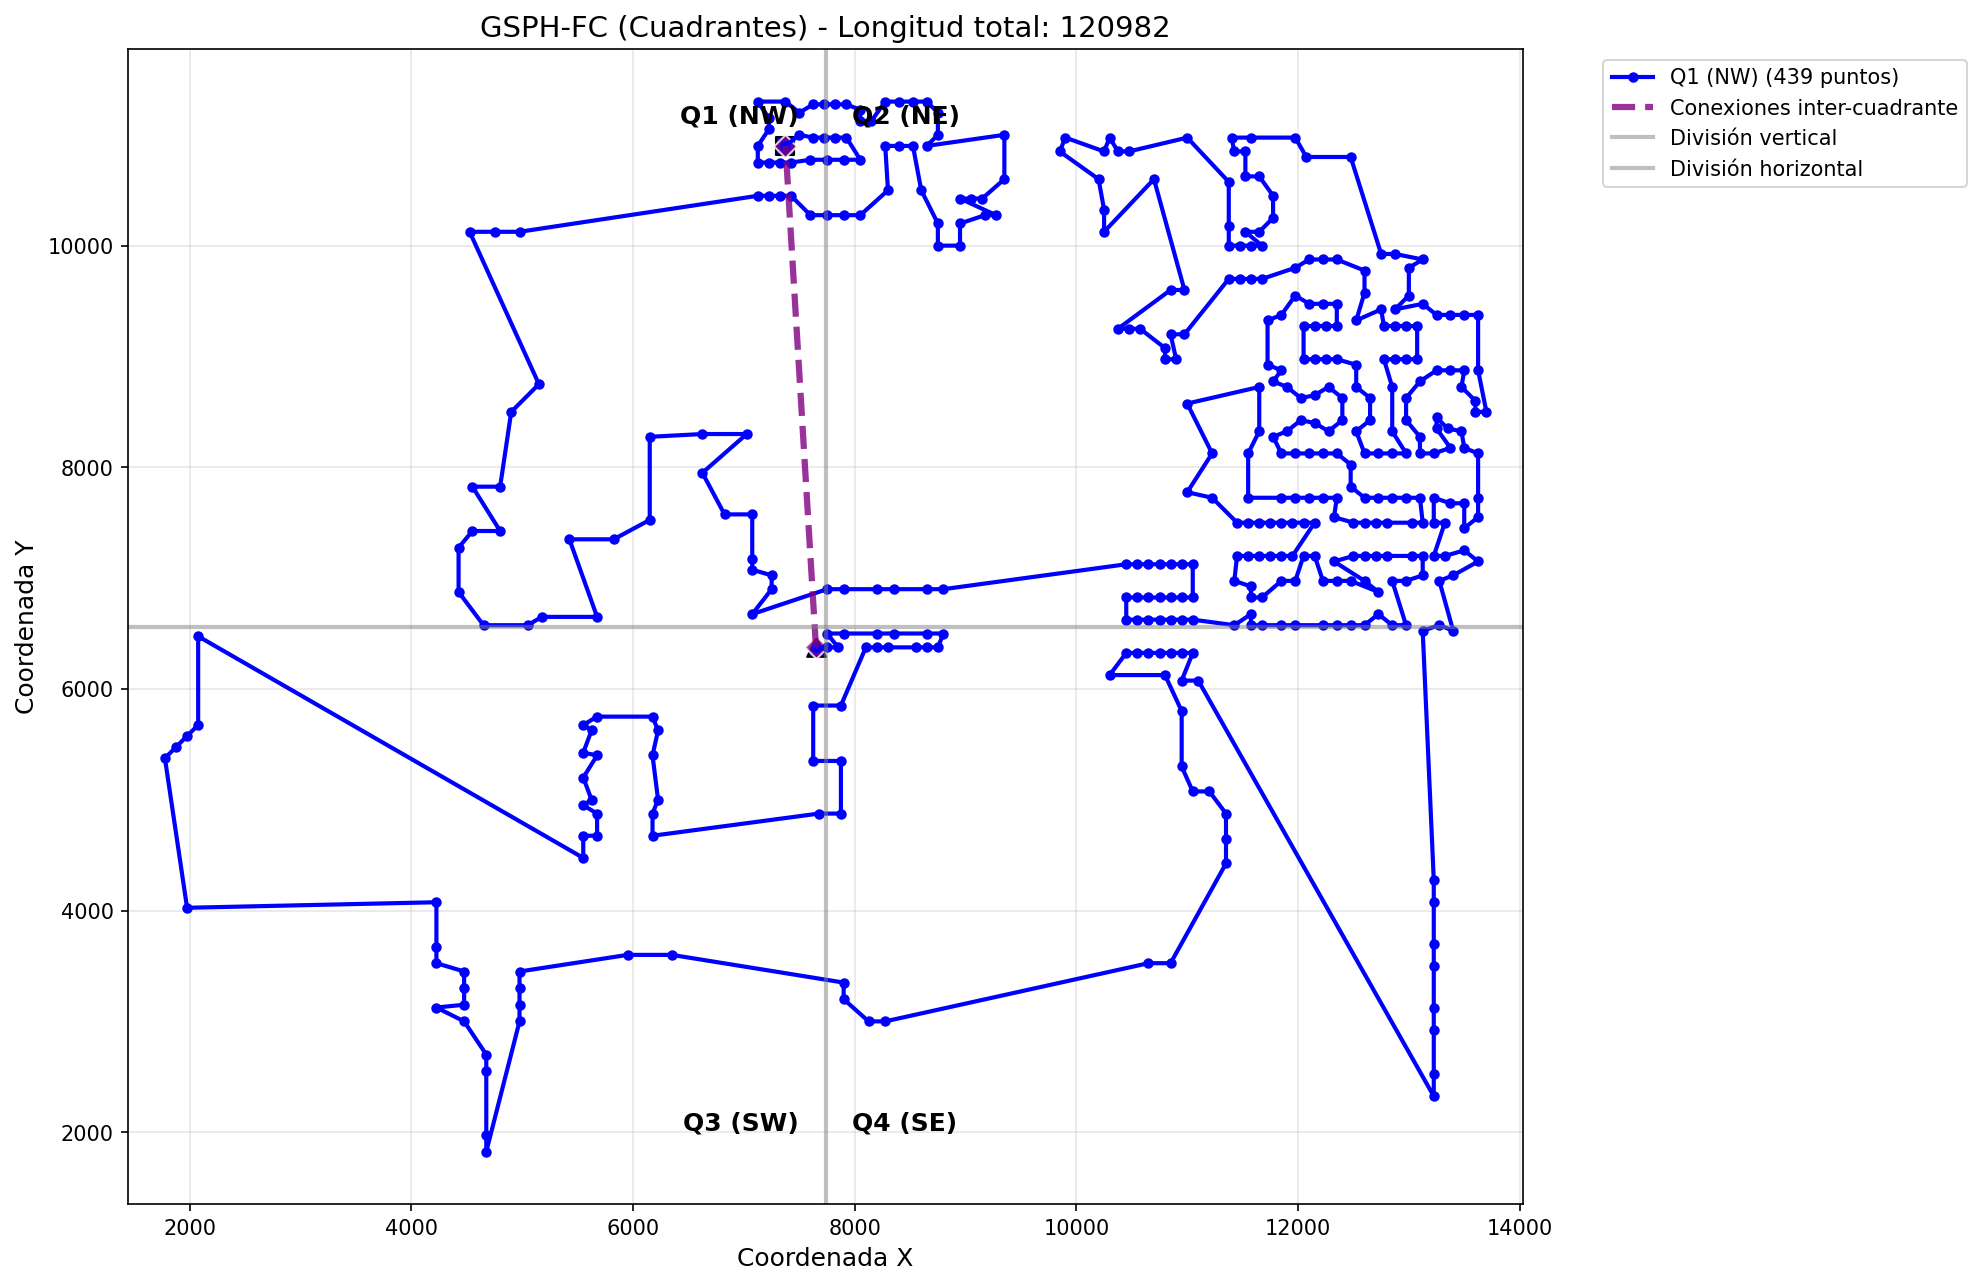 GSPH-FC (Cuadrantes) - Longitud total: 120982
Q1 (NW) (439 puntos)
Conexiones inter-cuadrante
División vertical
División horizontal
Q1 (NW)
Q2 (NE)
Q3 (SW)
Q4 (SE)
Coordenada Y
10000
8000
6000
4000
2000
2000
4000
6000
8000
10000
12000
14000
Coordenada X